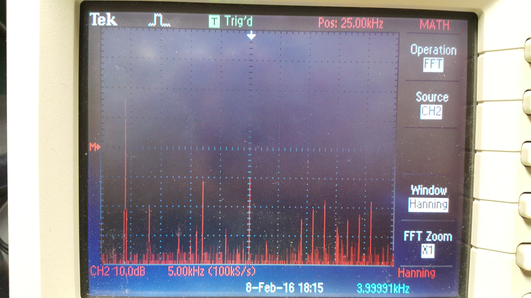 Tek T Trig'd Pos: 25.00kHz MATH
Operation
FFT
Source
CH2
M
Window
Hanning
FFT Zoom
X1
CH2 10.0dB 5.00kHz (100kS/s) Hanning
8-Feb-16 18:15 3.99991kHz